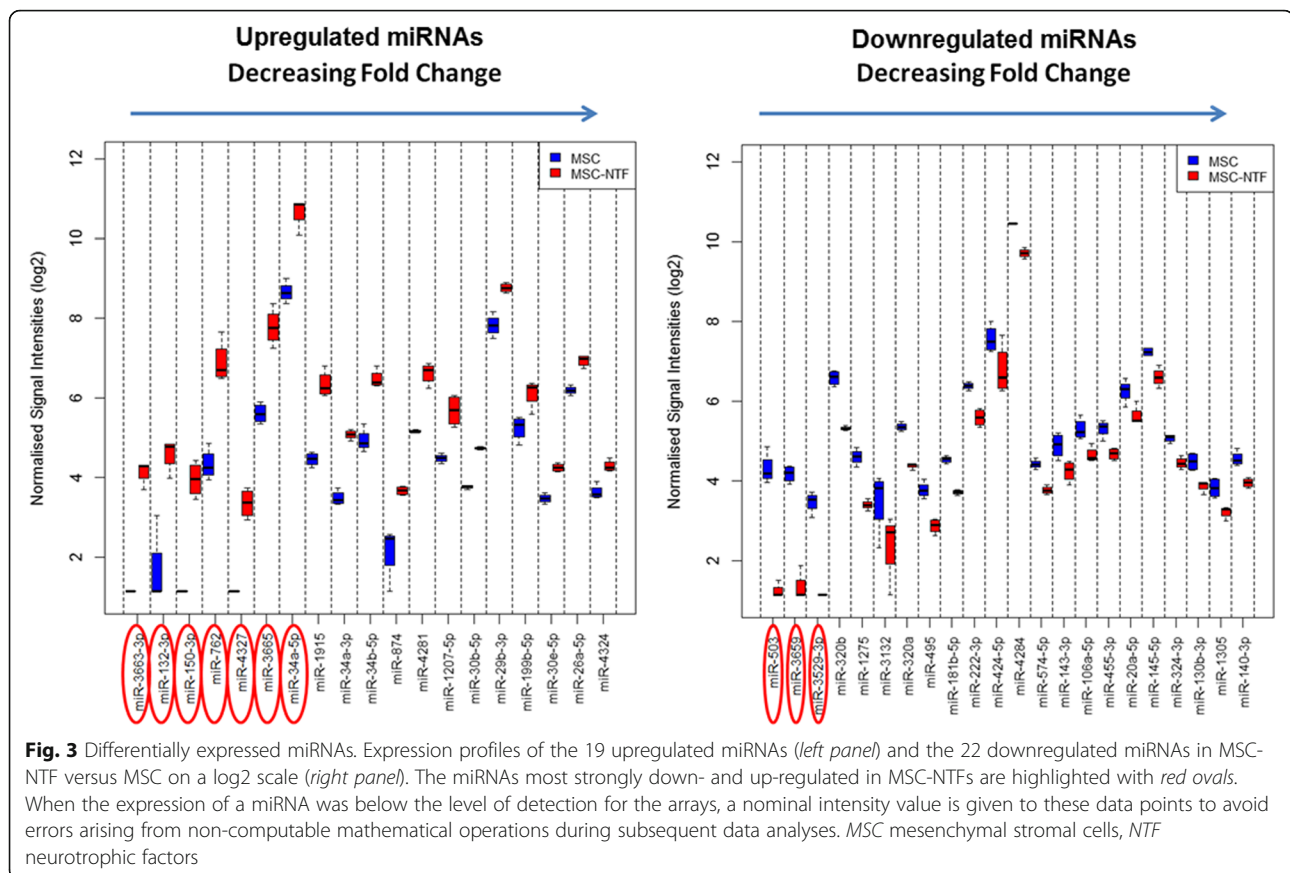 Upregulated miRNAs
Decreasing Fold Change
Normalised Signal Intensities (log2)
12
10
8
6
4
2
MSC
MSC-NTF
miR-3663-3p
miR-132-3p
miR-150-3p
miR-762
miR-4327
miR-3665
miR-34a-5p
miR-1915
miR-34a-3p
miR-34b-5p
miR-874
miR-4281
miR-1207-5p
miR-30b-5p
miR-29b-3p
miR-199b-5p
miR-30e-5p
miR-26a-5p
miR-4324
Downregulated miRNAs
Decreasing Fold Change
Normalised Signal Intensities (log2)
12
10
8
6
4
2
MSC
MSC-NTF
miR-503
miR-3659
miR-3529-3p
miR-320b
miR-1275
miR-3132
miR-320a
miR-495
miR-181b-5p
miR-222-3p
miR-424-5p
miR-4284
miR-574-5p
miR-143-3p
miR-106a-5p
miR-455-3p
miR-20a-5p
miR-145-5p
miR-324-3p
miR-130b-3p
miR-1305
miR-140-3p
Fig. 3 Differentially expressed miRNAs. Expression profiles of the 19 upregulated miRNAs (left panel) and the 22 downregulated miRNAs in MSC-
NTF versus MSC on a log2 scale (right panel). The miRNAs most strongly down- and up-regulated in MSC-NTFs are highlighted with red ovals.
When the expression of a miRNA was below the level of detection for the arrays, a nominal intensity value is given to these data points to avoid
errors arising from non-computable mathematical operations during subsequent data analyses. MSC mesenchymal stromal cells, NTF
neurotrophic factors